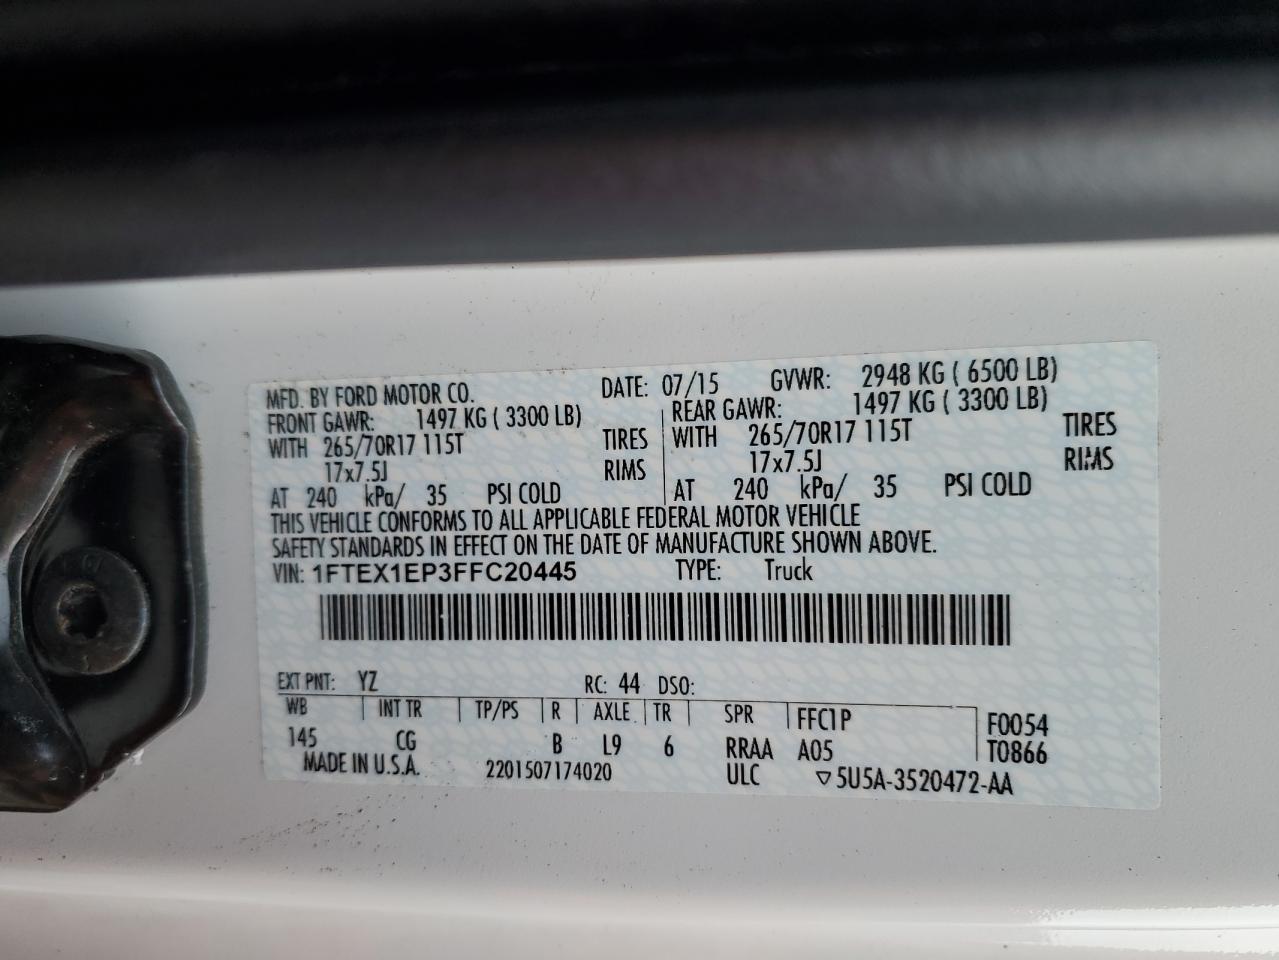 MFD. BY FORD MOTOR CO. DATE: 07/15 GVWR: 2948 KG ( 6500 LB)
FRONT GAWR: 1497 KG ( 3300 LB) REAR GAWR: 1497 KG ( 3300 LB)
WITH 265/70R17 115T TIRES WITH 265/70R17 115T TIRES
17x7.5J RIMS 17x7.5J RIMS
AT 240 kPa/ 35 PSI COLD AT 240 kPa/ 35 PSI COLD
THIS VEHICLE CONFORMS TO ALL APPLICABLE FEDERAL MOTOR VEHICLE
SAFETY STANDARDS IN EFFECT ON THE DATE OF MANUFACTURE SHOWN ABOVE.
VIN: 1FTEX1EP3FFC20445 TYPE: Truck
EXT PNT: YZ RC: 44 DSO:
WB INT TR TP/PS R AXLE TR SPR FFC1P F0054
145 CG B L9 6 RRAA A05 T0866
MADE IN U.S.A. 2201507174020 ULC ▽5U5A-3520472-AA